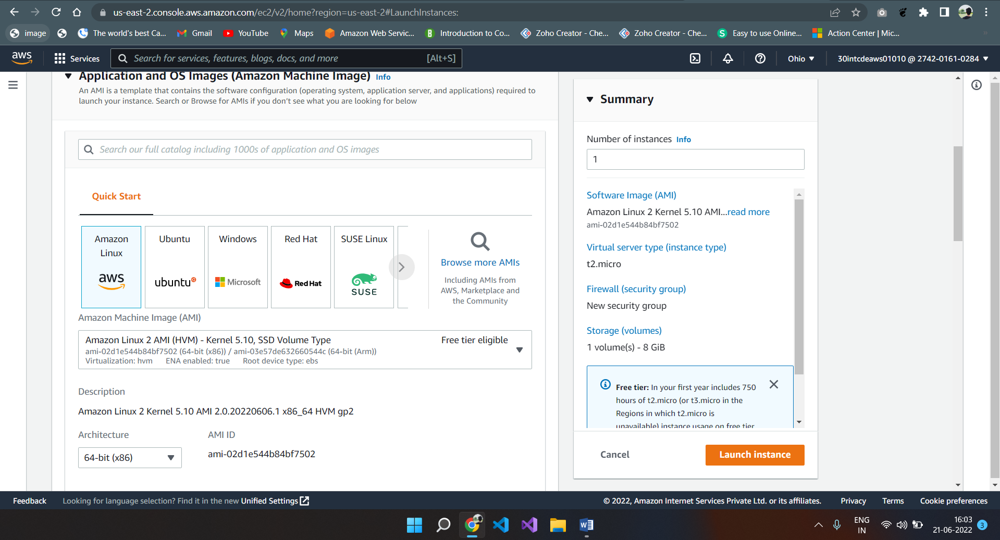 us-east-2.console.aws.amazon.com/ec2/v2/home?region=us-east-2#LaunchInstances:
image
The world's best Ca...
Gmail
YouTube
Maps
Amazon Web Servic...
Introduction to Co...
Zoho Creator - Che...
Zoho Creator - Che...
Easy to use Online...
Action Center | Mic...
aws
Services
Search for services, features, blogs, docs, and more
[Alt+S]
Ohio
30intcdeaws01010 @ 2742-0161-0284
Application and OS Images (Amazon Machine Image) Info
An AMI is a template that contains the software configuration (operating system, application server, and applications) required to
launch your instance. Search or Browse for AMIs if you don't see what you are looking for below
Search our full catalog including 1000s of application and OS images
Quick Start
Amazon
Linux
aws
Ubuntu
ubuntu
Windows
Microsoft
Red Hat
Red Hat
SUSE Linux
SUSE
Browse more AMIs
Including AMIs from
AWS, Marketplace and
the Community
Amazon Machine Image (AMI)
Amazon Linux 2 AMI (HVM) - Kernel 5.10, SSD Volume Type
Free tier eligible
ami-02d1e544b84bf7502 (64-bit (x86)) / ami-03e57de632660544c (64-bit (Arm))
Virtualization: hvm ENA enabled: true Root device type: ebs
Description
Amazon Linux 2 Kernel 5.10 AMI 2.0.20220606.1 x86_64 HVM gp2
Architecture
AMI ID
64-bit (x86)
ami-02d1e544b84bf7502
Summary
Number of instances Info
1
Software Image (AMI)
Amazon Linux 2 Kernel 5.10 AMI...read more
ami-02d1e544b84bf7502
Virtual server type (instance type)
t2.micro
Firewall (security group)
New security group
Storage (volumes)
1 volume(s) - 8 GiB
Free tier: In your first year includes 750
hours of t2.micro (or t3.micro in the
Regions in which t2.micro is
unavailable) instance usage on free tier
Cancel
Launch instance
Feedback
Looking for language selection? Find it in the new Unified Settings
© 2022, Amazon Internet Services Private Ltd. or its affiliates.
Privacy
Terms
Cookie preferences
ENG
IN
16:03
21-06-2022
3